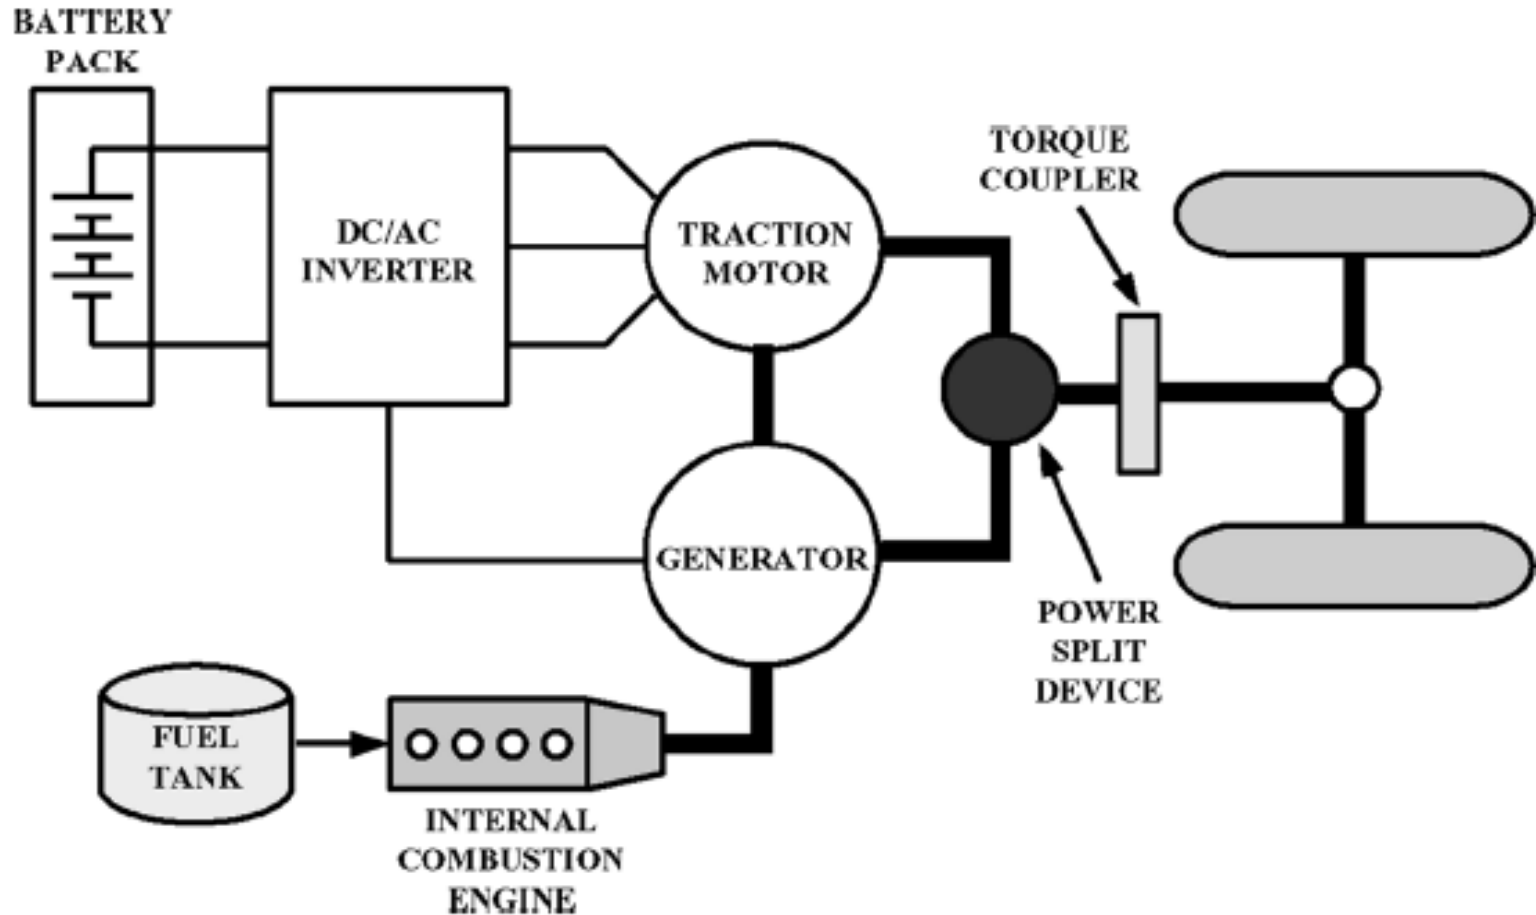 BATTERY
PACK
DC/AC
INVERTER
TRACTION
MOTOR
TORQUE
COUPLER
GENERATOR
POWER
SPLIT
DEVICE
FUEL
TANK
INTERNAL
COMBUSTION
ENGINE